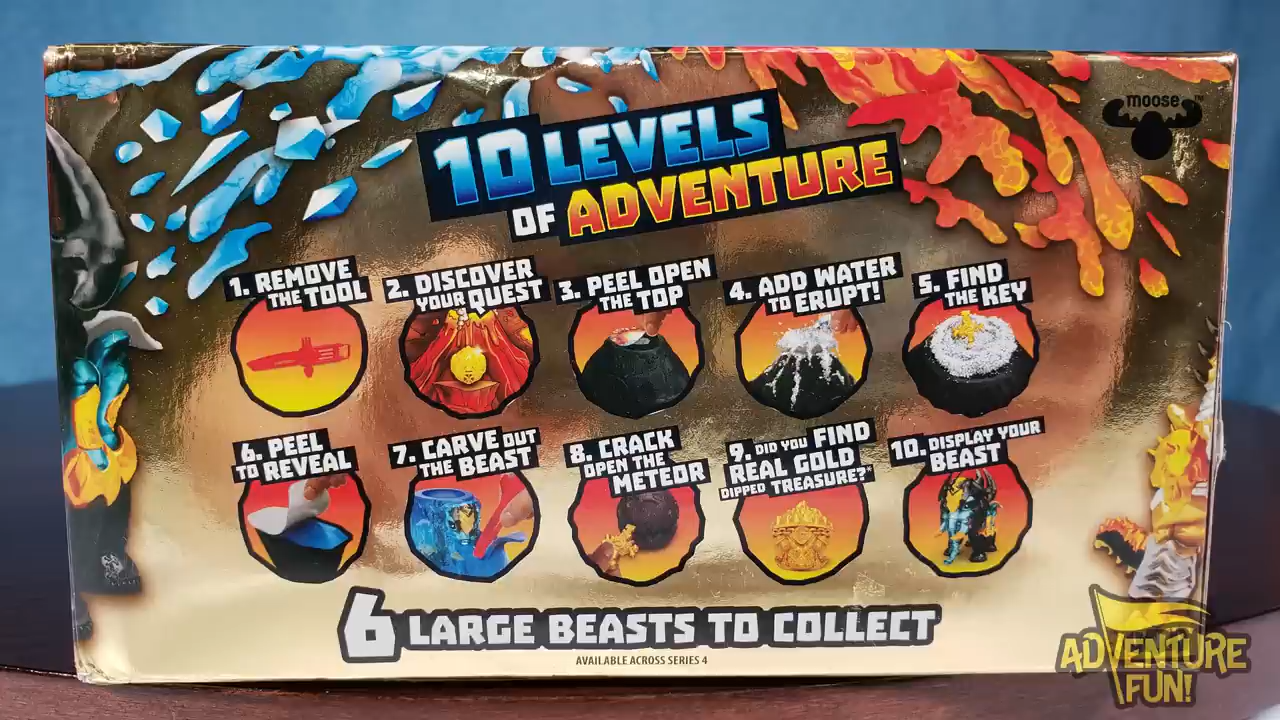 moose™
10 LEVELS
OF ADVENTURE
1. REMOVE
THE TOOL
2. DISCOVER
YOUR QUEST
3. PEEL OPEN
THE TOP
4. ADD WATER
TO ERUPT!
5. FIND
THE KEY
6. PEEL
TO REVEAL
7. CARVE OUT
THE BEAST
8. CRACK
OPEN THE
METEOR
9. DID YOU FIND
REAL GOLD
DIPPED TREASURE?*
10. DISPLAY YOUR
BEAST
6 LARGE BEASTS TO COLLECT
AVAILABLE ACROSS SERIES 4
ADVENTURE
FUN!